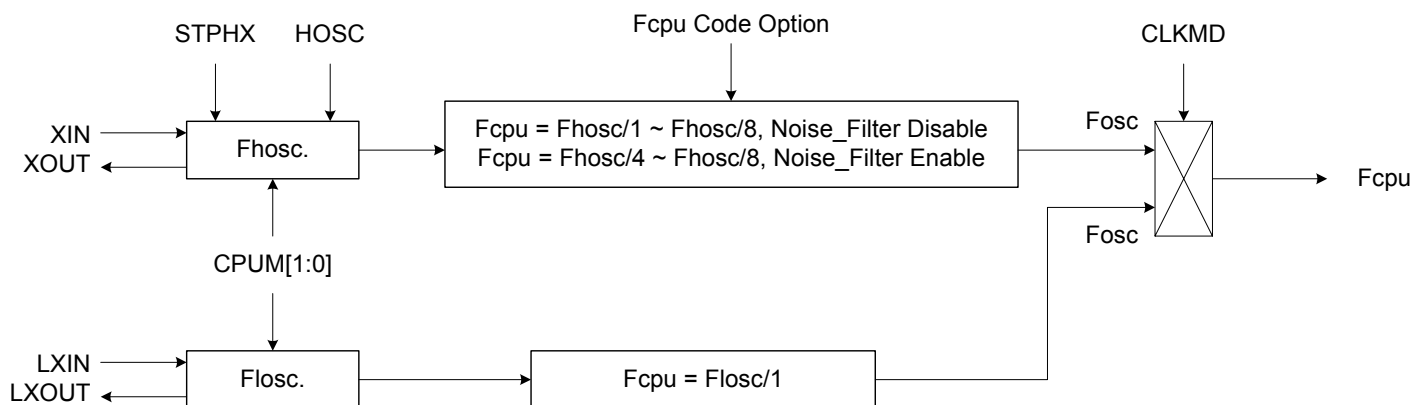 STPHX HOSC Fcpu Code Option CLKMD
XIN
XOUT
Fhosc.
Fcpu = Fhosc/1 ~ Fhosc/8, Noise_Filter Disable
Fcpu = Fhosc/4 ~ Fhosc/8, Noise_Filter Enable
Fosc
Fosc
Fcpu
CPUM[1:0]
LXIN
LXOUT
Flosc.
Fcpu = Flosc/1